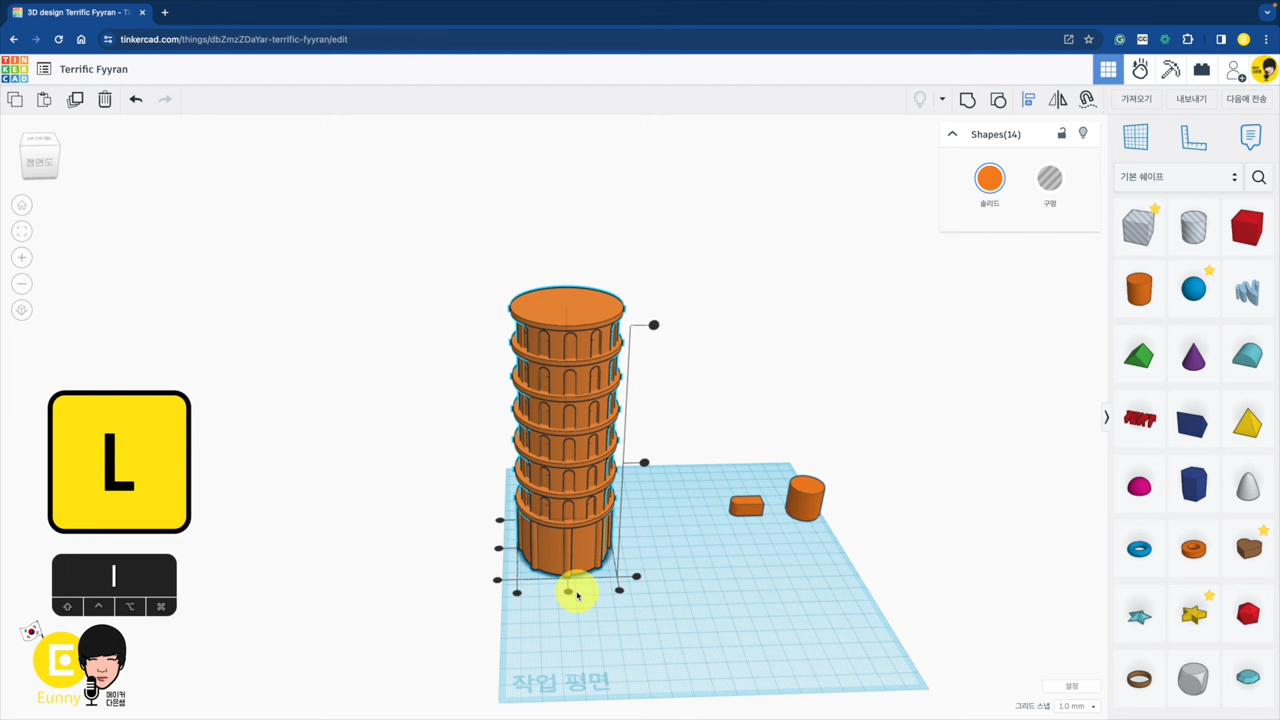 3D design Terrific Fyyran - Ti
tinkercad.com/things/dbZmzZDaYar-terrific-fyyran/edit
TIN
KER
CAD
Terrific Fyyran
가져오기
내보내기
다음에 전송
정면도
Shapes(14)
솔리드
구멍
기본 쉐이프
L
l
Eunny
메이커
다은쌤
작업 평면
설정
그리드 스냅
1.0 mm